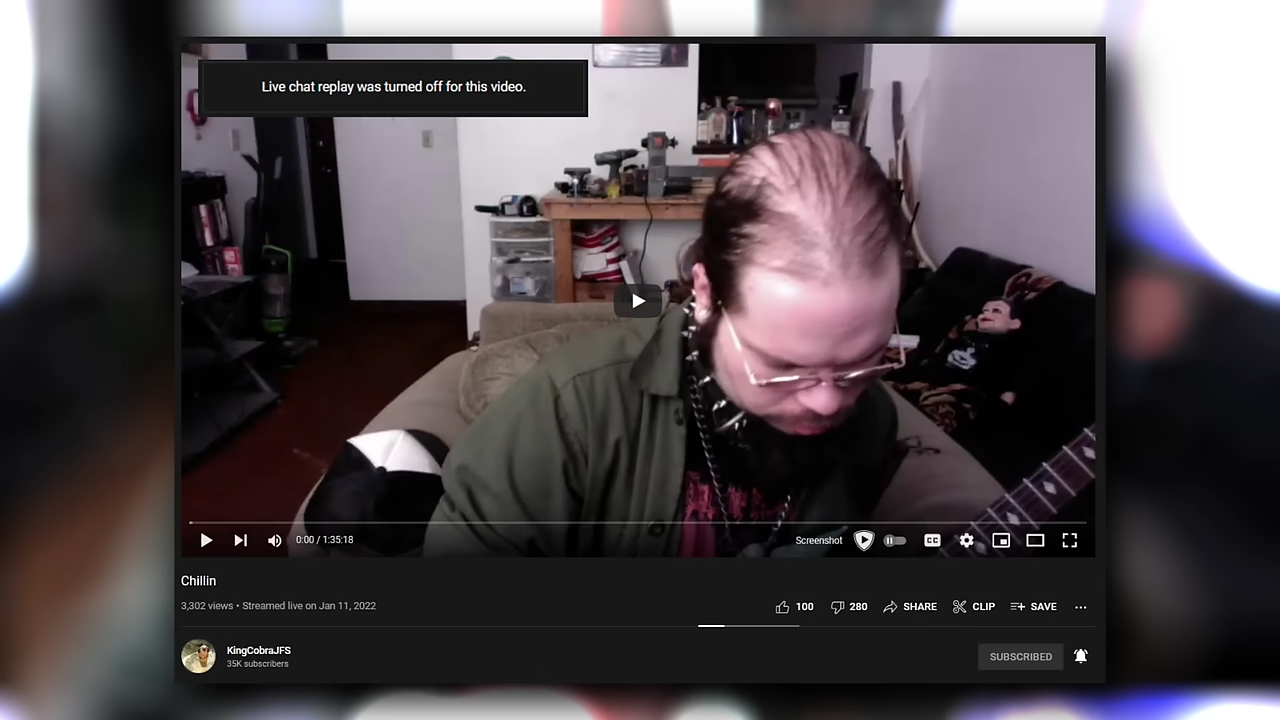 Live chat replay was turned off for this video.
0:00 / 1:35:18
Screenshot
CC
Chillin
3,302 views • Streamed live on Jan 11, 2022
100
280
SHARE
CLIP
SAVE
KingCobraJFS
35K subscribers
SUBSCRIBED